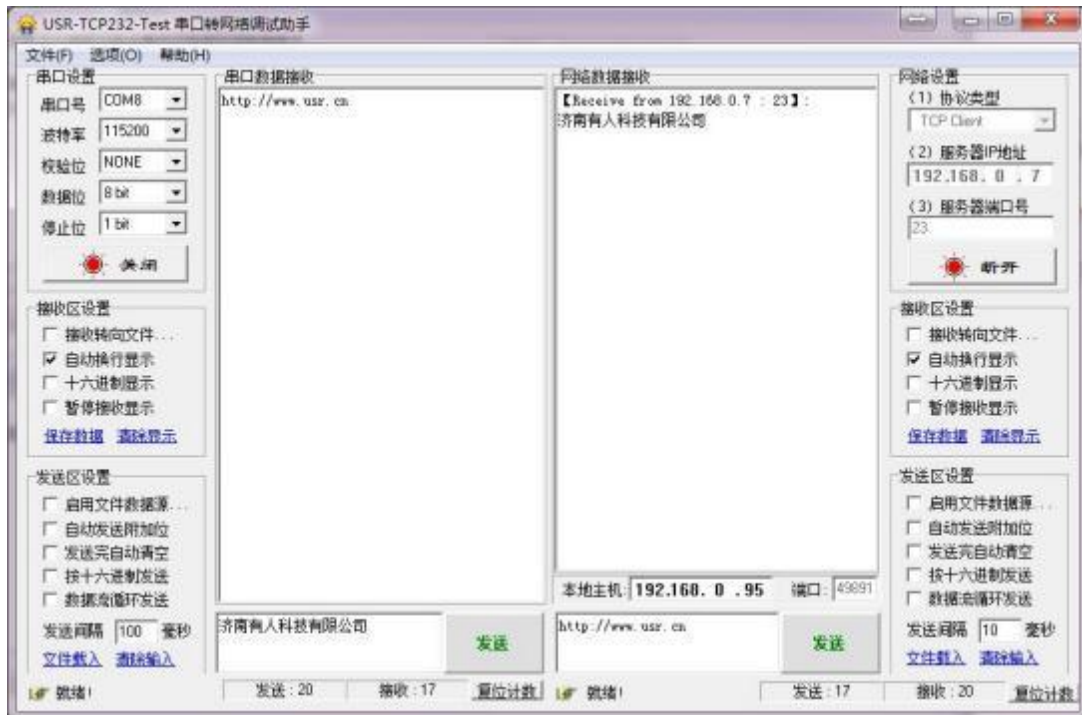 USR-TCP232-Test 串口转网络调试助手
文件(F) 选项(O) 帮助(H)
串口设置
串口号 COM8
波特率 115200
校验位 NONE
数据位 8 bit
停止位 1 bit
关闭
接收区设置
接收转向文件...
自动换行显示
十六进制显示
暂停接收显示
保存数据 清除显示
发送区设置
启用文件数据源...
自动发送附加位
发送完自动清空
按十六进制发送
数据流循环发送
发送间隔 100 毫秒
文件载入 清除输入
串口数据接收
http://www.usr.cn
济南有人科技有限公司
发送
网络数据接收
【Receive from 192.168.0.7 : 23】:
济南有人科技有限公司
本地主机: 192.168. 0 .95 端口: 49891
http://www.usr.cn
发送
网络设置
(1) 协议类型
TCP Client
(2) 服务器IP地址
192.168. 0 . 7
(3) 服务器端口号
23
断开
接收区设置
接收转向文件...
自动换行显示
十六进制显示
暂停接收显示
保存数据 清除显示
发送区设置
启用文件数据源...
自动发送附加位
发送完自动清空
按十六进制发送
数据流循环发送
发送间隔 10 毫秒
文件载入 清除输入
就绪! 发送:20 接收:17 复位计数
就绪! 发送:17 接收:20 复位计数